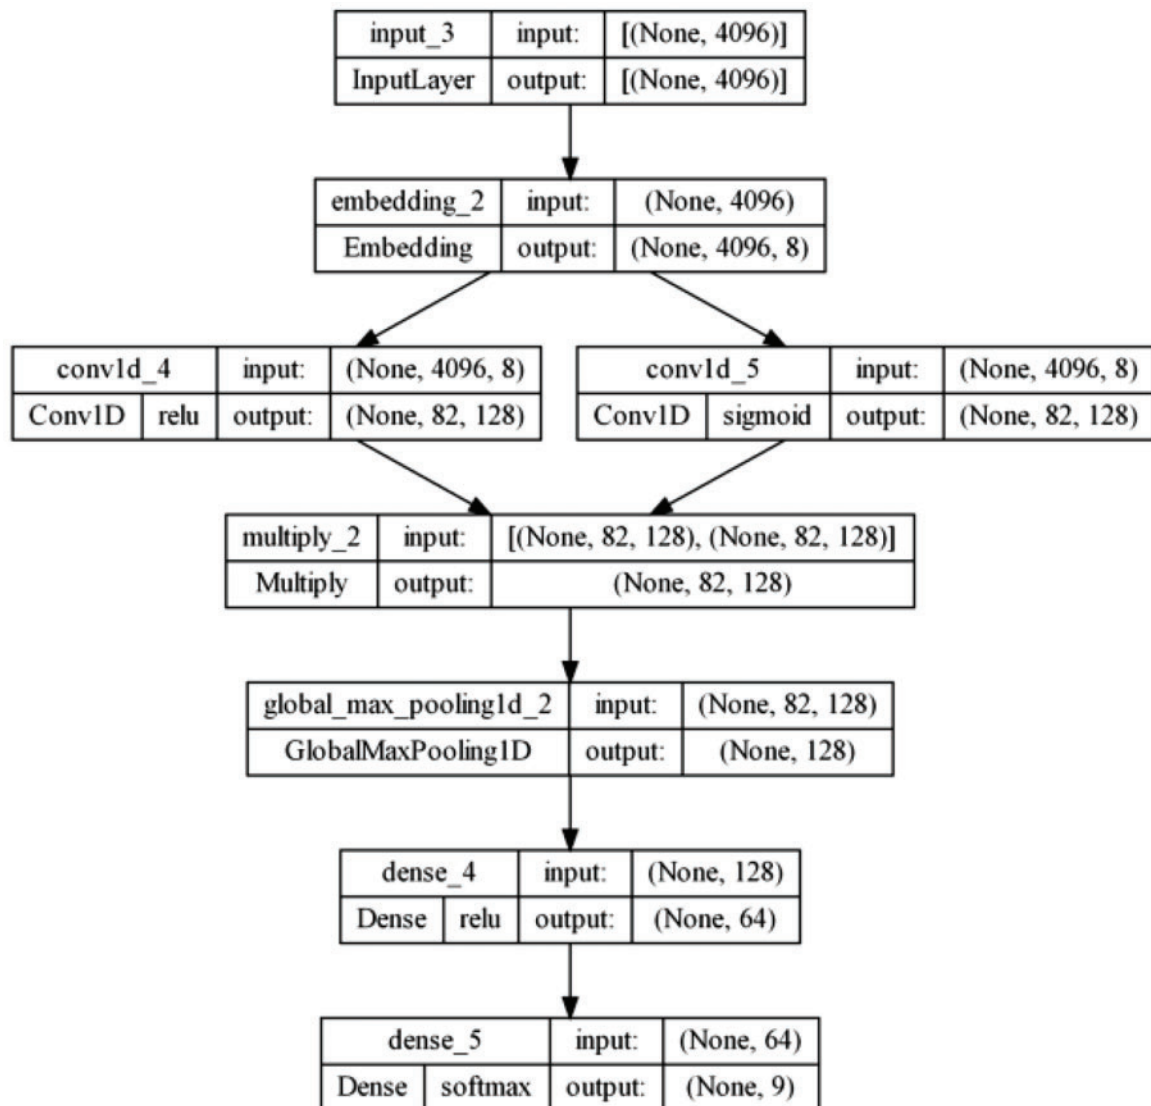 input_3 input: [(None, 4096)]
InputLayer output: [(None, 4096)]
embedding_2 input: (None, 4096)
Embedding output: (None, 4096, 8)
conv1d_4 input: (None, 4096, 8)
Conv1D relu output: (None, 82, 128)
conv1d_5 input: (None, 4096, 8)
Conv1D sigmoid output: (None, 82, 128)
multiply_2 input: [(None, 82, 128), (None, 82, 128)]
Multiply output: (None, 82, 128)
global_max_pooling1d_2 input: (None, 82, 128)
GlobalMaxPooling1D output: (None, 128)
dense_4 input: (None, 128)
Dense relu output: (None, 64)
dense_5 input: (None, 64)
Dense softmax output: (None, 9)